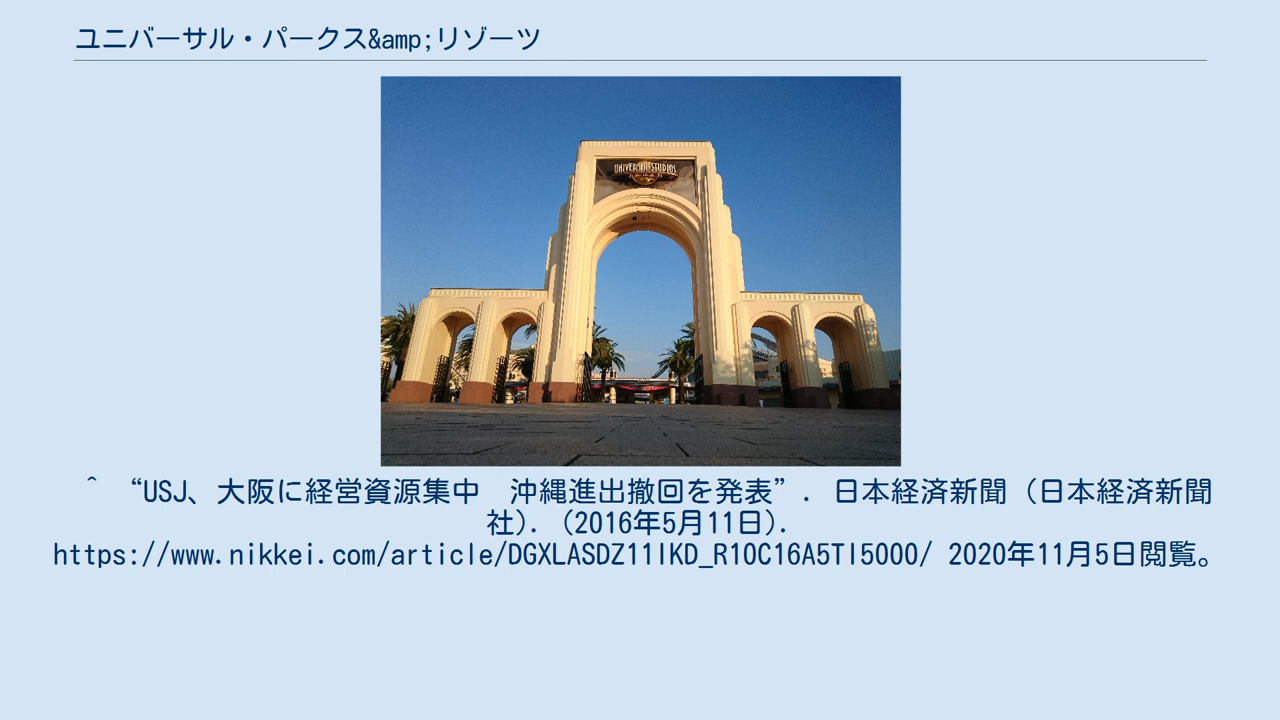 ユニバーサル・パークス&amp;リゾーツ
UNIVERSAL STUDIOS
^ “USJ、大阪に経営資源集中　沖縄進出撤回を発表”. 日本経済新聞 (日本経済新聞
社). (2016年5月11日).
https://www.nikkei.com/article/DGXLASDZ11IKD_R10C16A5TI5000/ 2020年11月5日閲覧。